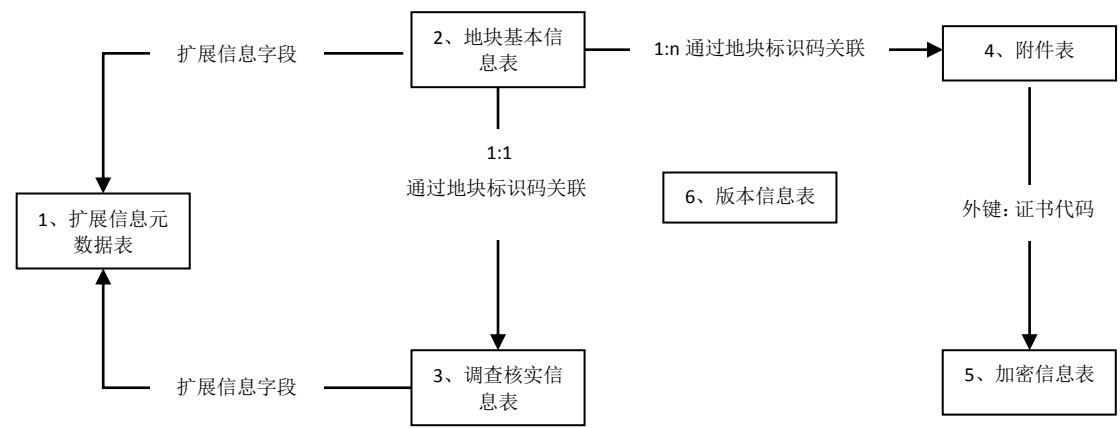 扩展信息字段
2、地块基本信
息表
1:n 通过地块标识码关联
4、附件表
1:1
通过地块标识码关联
1、扩展信息元
数据表
6、版本信息表
外键: 证书代码
扩展信息字段
3、调查核实信
息表
5、加密信息表